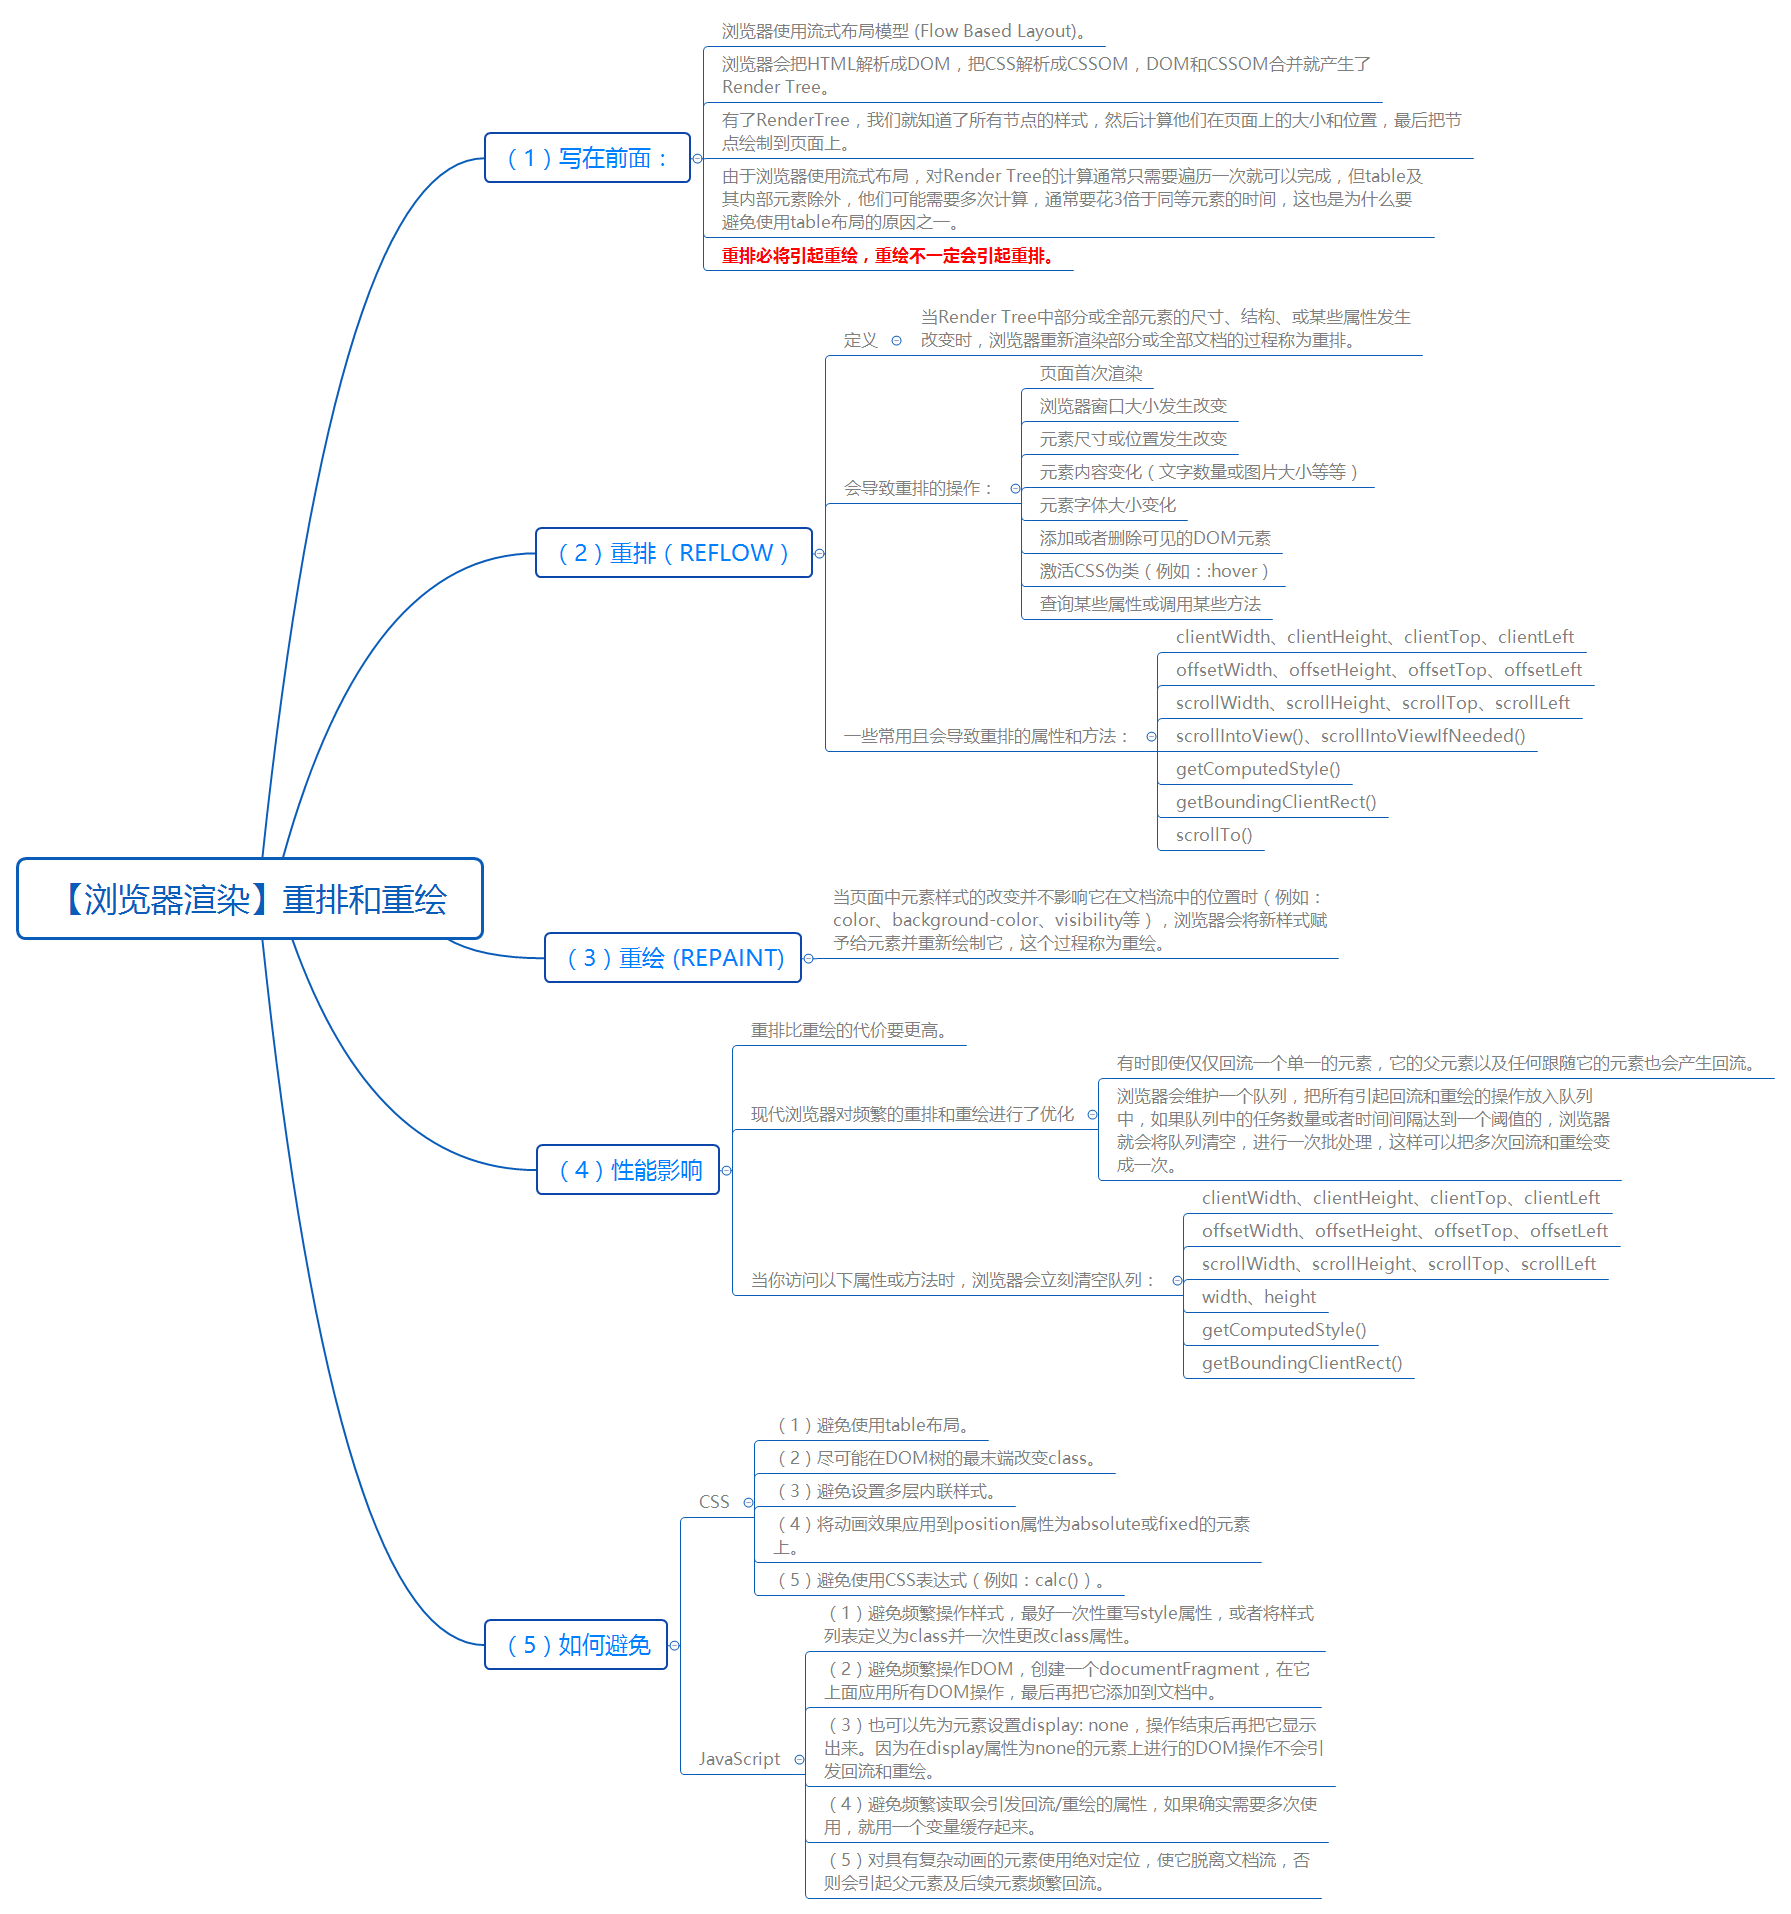 【浏览器渲染】重排和重绘
（1）写在前面：
浏览器使用流式布局模型 (Flow Based Layout)。
浏览器会把HTML解析成DOM，把CSS解析成CSSOM，DOM和CSSOM合并就产生了
Render Tree。
有了RenderTree，我们就知道了所有节点的样式，然后计算他们在页面上的大小和位置，最后把节
点绘制到页面上。
由于浏览器使用流式布局，对Render Tree的计算通常只需要遍历一次就可以完成，但table及
其内部元素除外，他们可能需要多次计算，通常要花3倍于同等元素的时间，这也是为什么要
避免使用table布局的原因之一。
重排必将引起重绘，重绘不一定会引起重排。
（2）重排（REFLOW）
定义
当Render Tree中部分或全部元素的尺寸、结构、或某些属性发生
改变时，浏览器重新渲染部分或全部文档的过程称为重排。
会导致重排的操作：
页面首次渲染
浏览器窗口大小发生改变
元素尺寸或位置发生改变
元素内容变化（文字数量或图片大小等等）
元素字体大小变化
添加或者删除可见的DOM元素
激活CSS伪类（例如：:hover）
查询某些属性或调用某些方法
一些常用且会导致重排的属性和方法：
clientWidth、clientHeight、clientTop、clientLeft
offsetWidth、offsetHeight、offsetTop、offsetLeft
scrollWidth、scrollHeight、scrollTop、scrollLeft
scrollIntoView()、scrollIntoViewIfNeeded()
getComputedStyle()
getBoundingClientRect()
scrollTo()
（3）重绘 (REPAINT)
当页面中元素样式的改变并不影响它在文档流中的位置时（例如：
color、background-color、visibility等），浏览器会将新样式赋
予给元素并重新绘制它，这个过程称为重绘。
（4）性能影响
重排比重绘的代价要更高。
现代浏览器对频繁的重排和重绘进行了优化
有时即使仅仅回流一个单一的元素，它的父元素以及任何跟随它的元素也会产生回流。
浏览器会维护一个队列，把所有引起回流和重绘的操作放入队列
中，如果队列中的任务数量或者时间间隔达到一个阈值的，浏览器
就会将队列清空，进行一次批处理，这样可以把多次回流和重绘变
成一次。
当你访问以下属性或方法时，浏览器会立刻清空队列：
clientWidth、clientHeight、clientTop、clientLeft
offsetWidth、offsetHeight、offsetTop、offsetLeft
scrollWidth、scrollHeight、scrollTop、scrollLeft
width、height
getComputedStyle()
getBoundingClientRect()
（5）如何避免
CSS
（1）避免使用table布局。
（2）尽可能在DOM树的最末端改变class。
（3）避免设置多层内联样式。
（4）将动画效果应用到position属性为absolute或fixed的元素
上。
（5）避免使用CSS表达式（例如：calc()）。
JavaScript
（1）避免频繁操作样式，最好一次性重写style属性，或者将样式
列表定义为class并一次性更改class属性。
（2）避免频繁操作DOM，创建一个documentFragment，在它
上面应用所有DOM操作，最后再把它添加到文档中。
（3）也可以先为元素设置display: none，操作结束后再把它显示
出来。因为在display属性为none的元素上进行的DOM操作不会引
发回流和重绘。
（4）避免频繁读取会引发回流/重绘的属性，如果确实需要多次使
用，就用一个变量缓存起来。
（5）对具有复杂动画的元素使用绝对定位，使它脱离文档流，否
则会引起父元素及后续元素频繁回流。